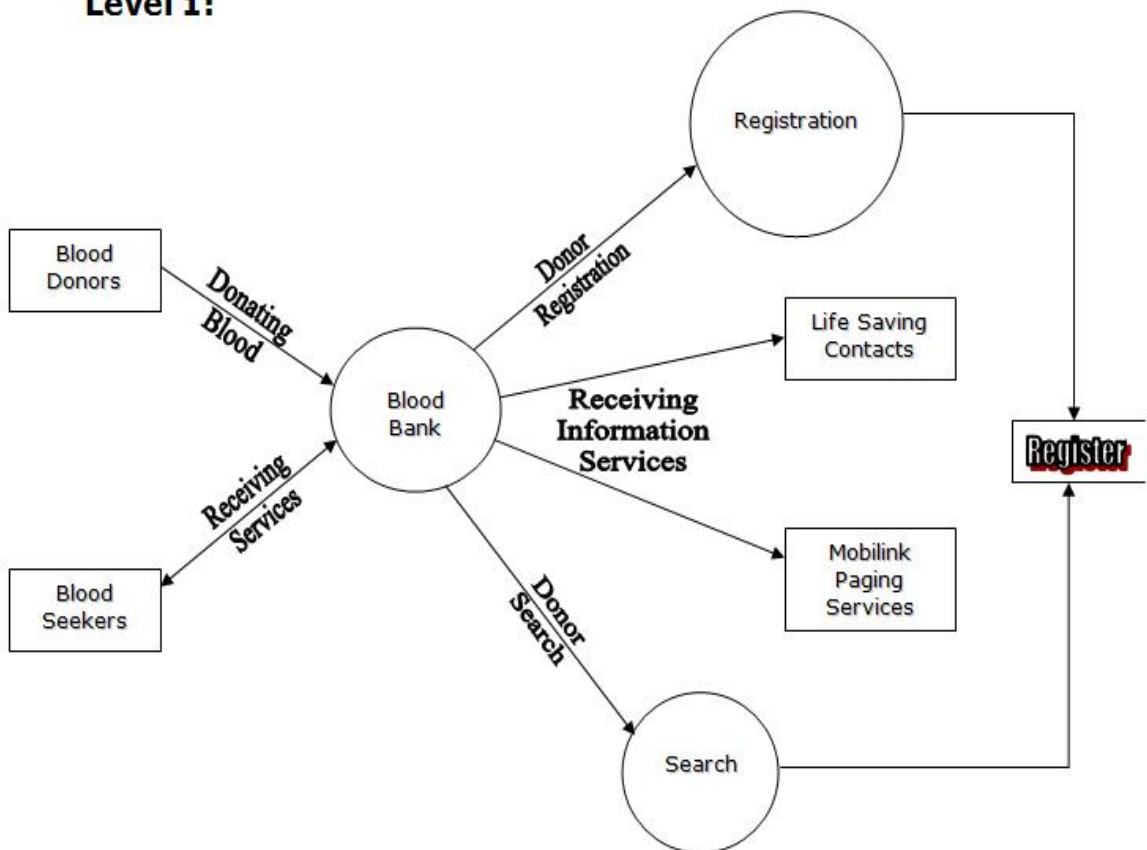 Level 1:
Registration
Blood
Donors
Donating
Blood
Donor
Registration
Life Saving
Contacts
Blood
Bank
Receiving
Information
Services
Register
Receiving
Services
Mobilink
Paging
Services
Blood
Seekers
Donor
Search
Search